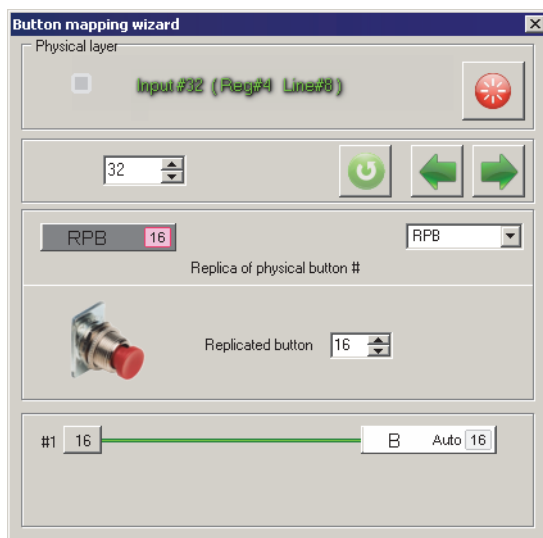 Button mapping wizard
Physical layer
Input#32 (Reg#4 Line#8)
32
RPB 16 RPB
Replica of physical button #
Replicated button 16
#1 16 B Auto 16